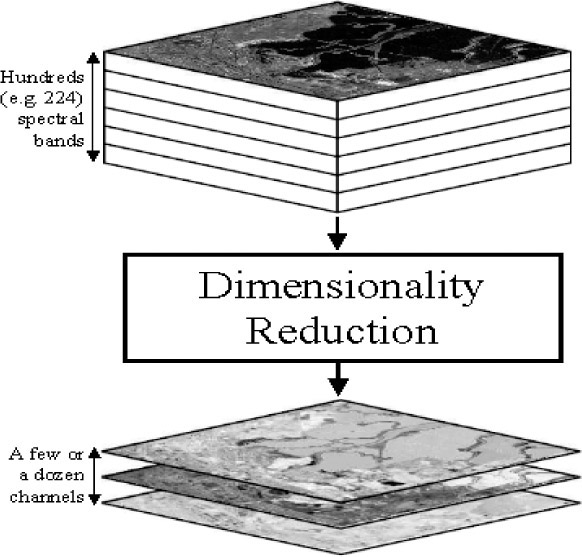 Hundreds
(e.g. 224)
spectral
bands
Dimensionality
Reduction
A few or
a dozen
channels